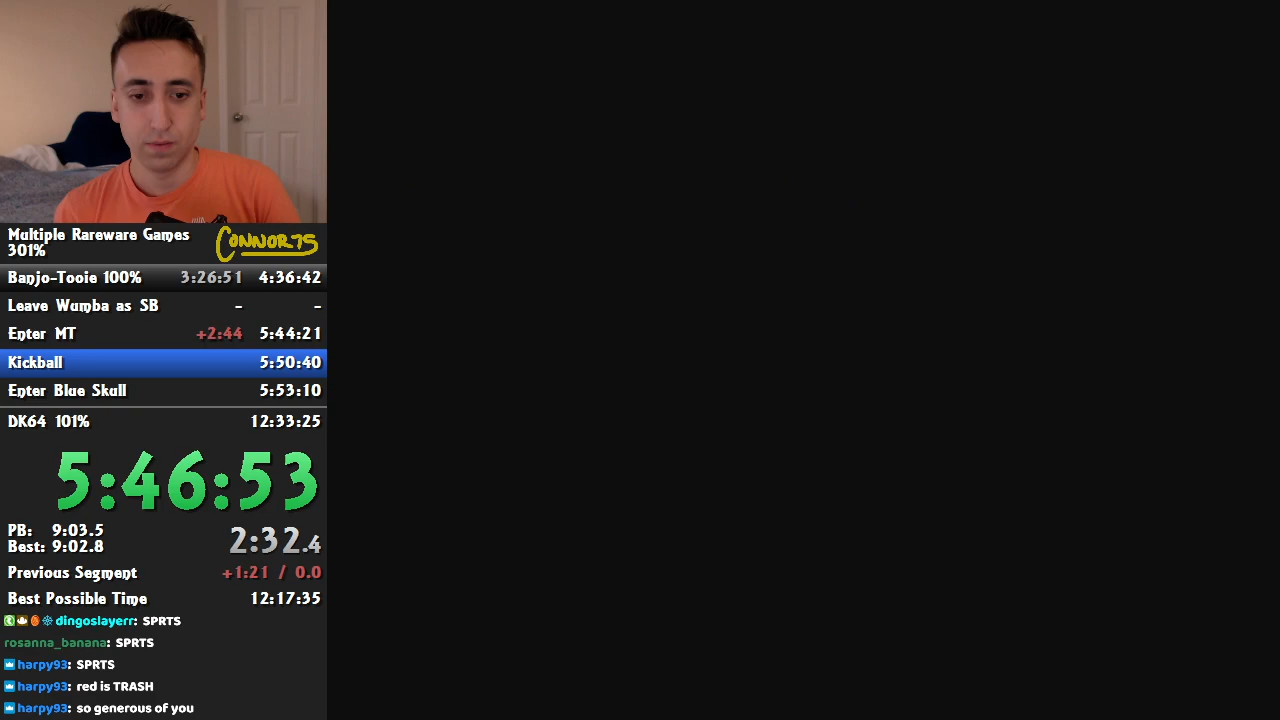 Multiple Rareware Games
301%
CONNOR75
Banjo-Tooie 100% 3:26:51 4:36:42
Leave Wumba as SB - -
Enter MT +2:44 5:44:21
Kickball 5:50:40
Enter Blue Skull 5:53:10
DK64 101% 12:33:25
5:46:53
PB: 9:03.5
Best: 9:02.8
2:32.4
Previous Segment +1:21 / 0.0
Best Possible Time 12:17:35
dingoslayerr: SPRTS
rosanna_banana: SPRTS
harpy93: SPRTS
harpy93: red is TRASH
harpy93: so generous of you